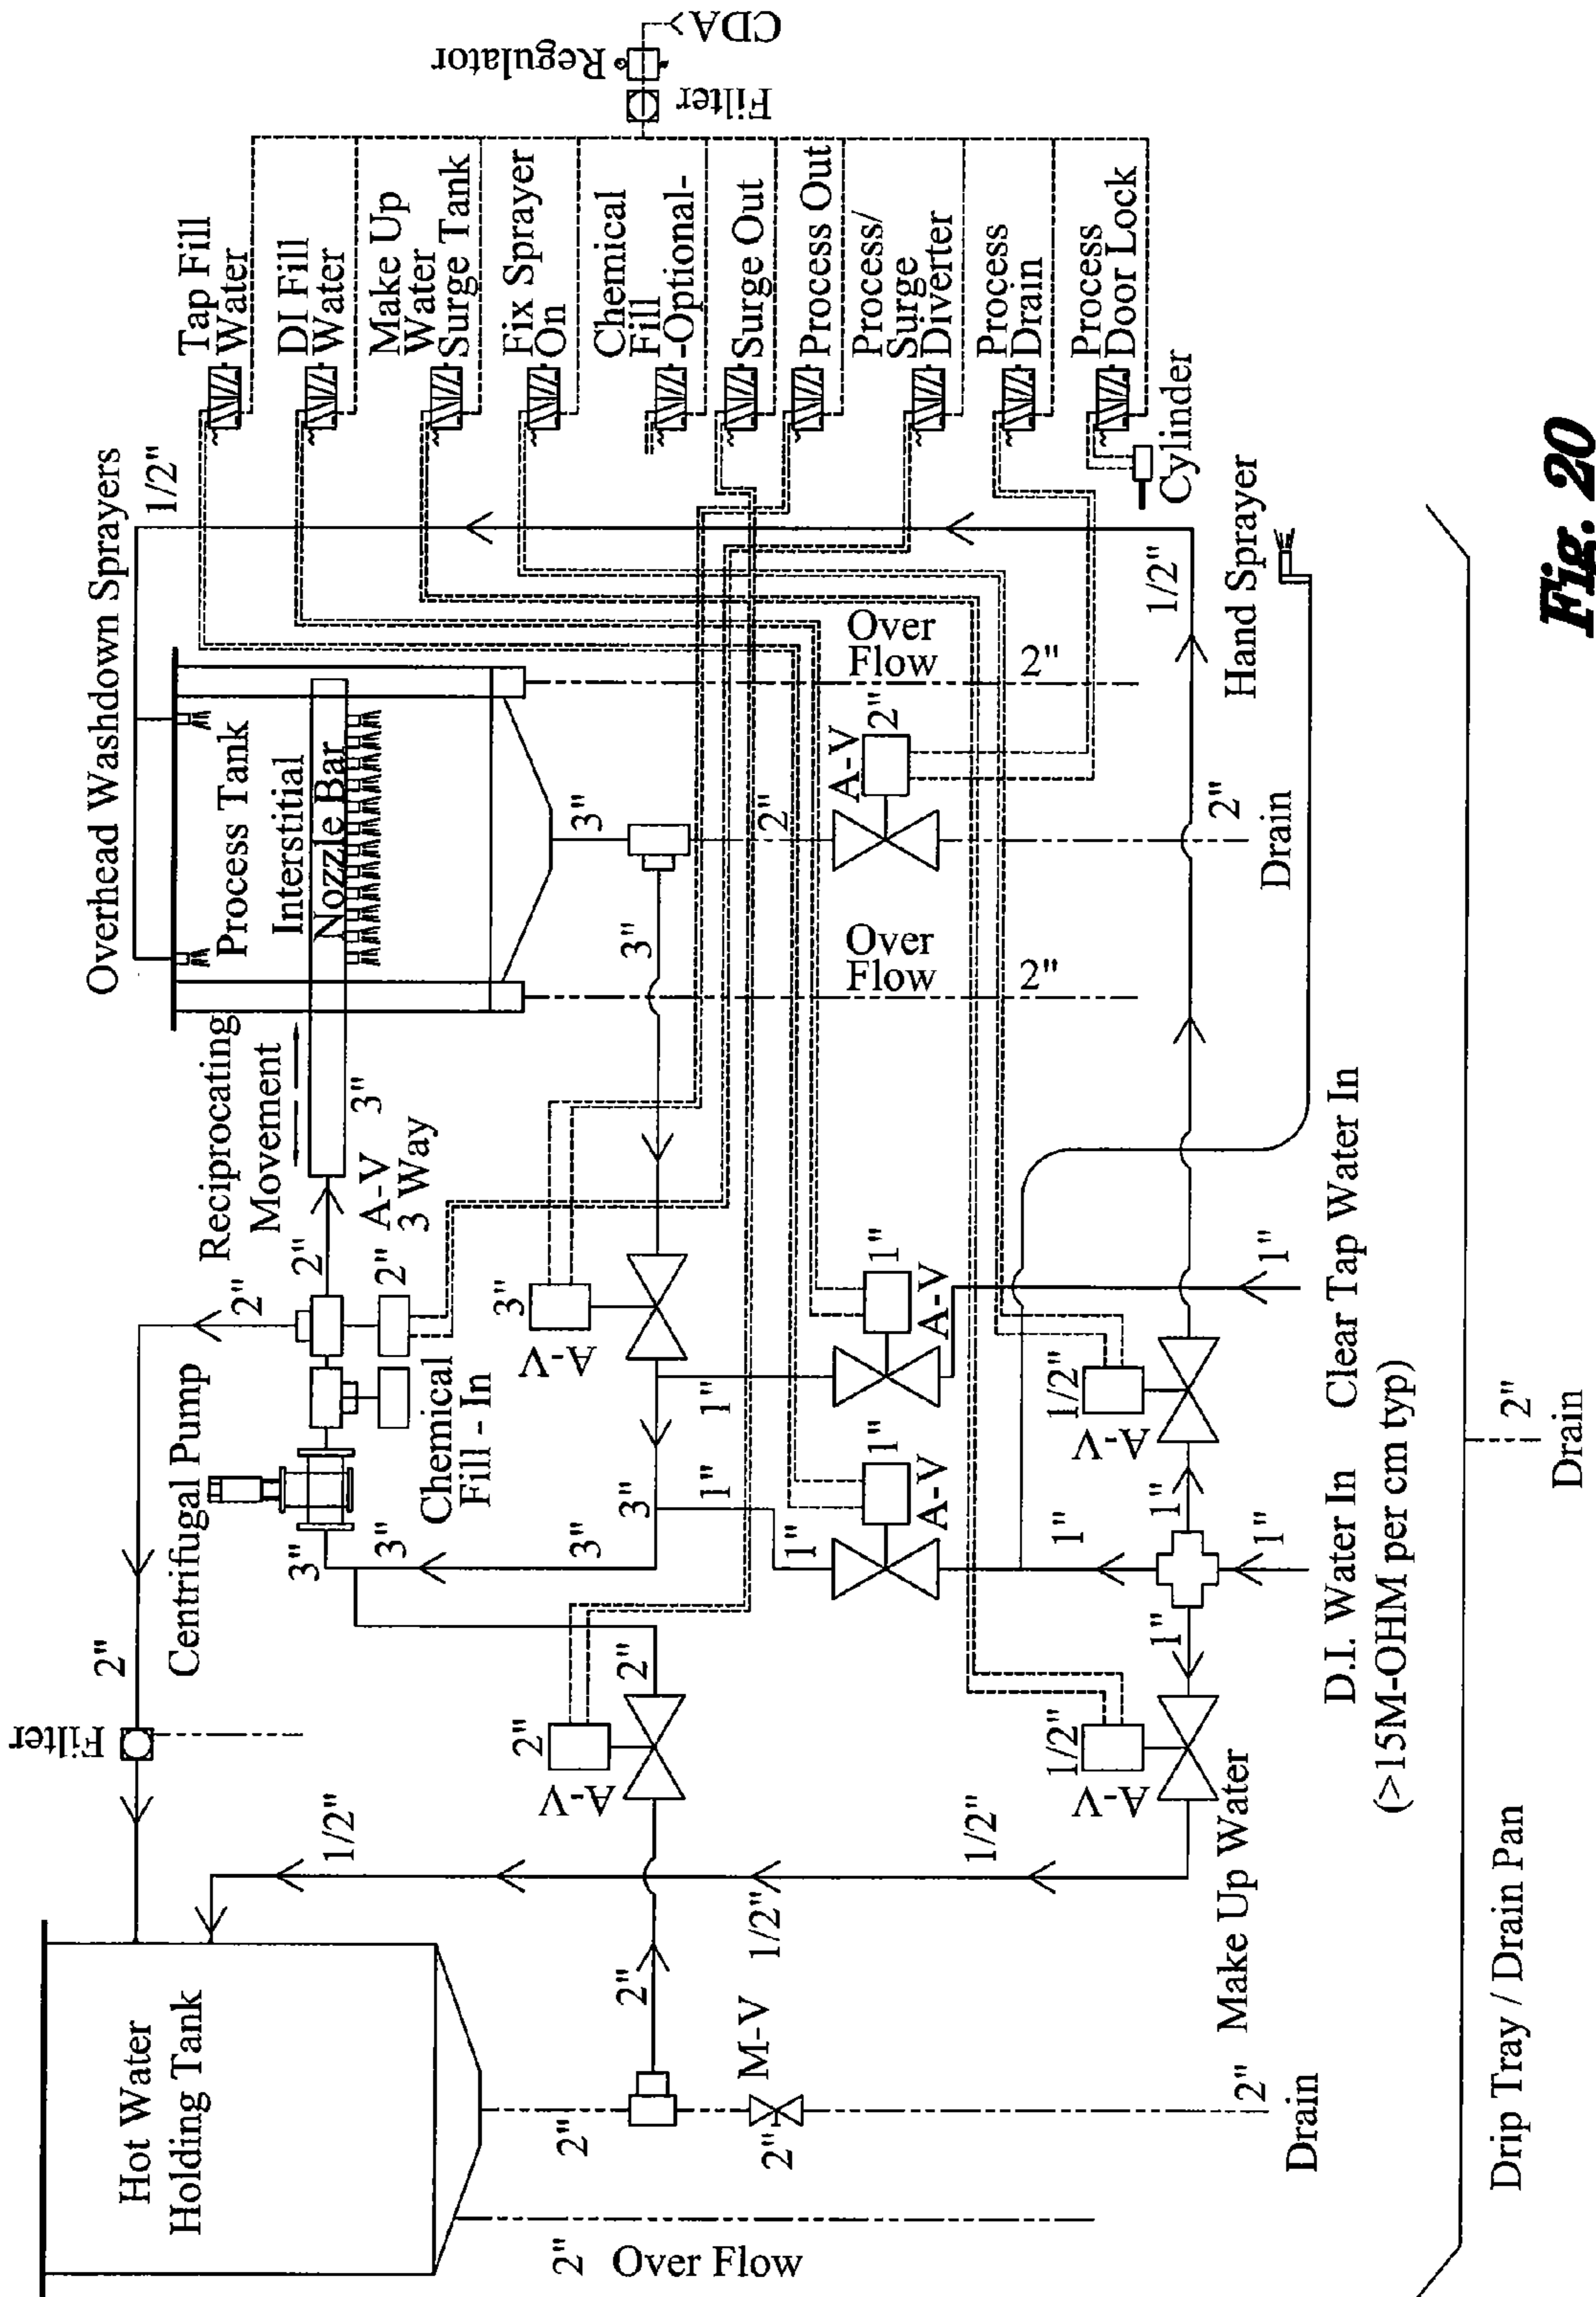 Overhead Washdown Sprayers
1/2"
Process Tank
Interstitial
Nozzle Bar
Reciprocating
Movement
3"
A-V
3 Way
2"
2"
2"
Centrifugal Pump
Chemical
Fill - In
3"
3"
3"
3"
2"
Filter
Hot Water
Holding Tank
Tap Fill
Water
DI Fill
Water
Make Up
Water
Surge Tank
Fix Sprayer
On
Chemical
Fill
-Optional-
Surge Out
Process Out
Process/
Surge
Diverter
Process
Drain
Process
Door Lock
Cylinder
Regulator
Filter
CDA
3"
3"
2"
Over
Flow
2"
Over
Flow
2"
A-V
2"
2"
Drain
3"
A-V
1"
1"
1"
A-V
1"
1"
A-V
2"
A-V
2"
2"
1/2"
1/2"
1/2"
2"
2"
M-V
2"
Drain
2" Over Flow
1/2"
A-V
Make Up Water
1"
1"
1"
1"
1/2"
A-V
1"
1/2"
Hand Sprayer
D.I. Water In
(>15M-OHM per cm typ)
Clear Tap Water In
Drip Tray / Drain Pan
2"
Drain
Fig. 20